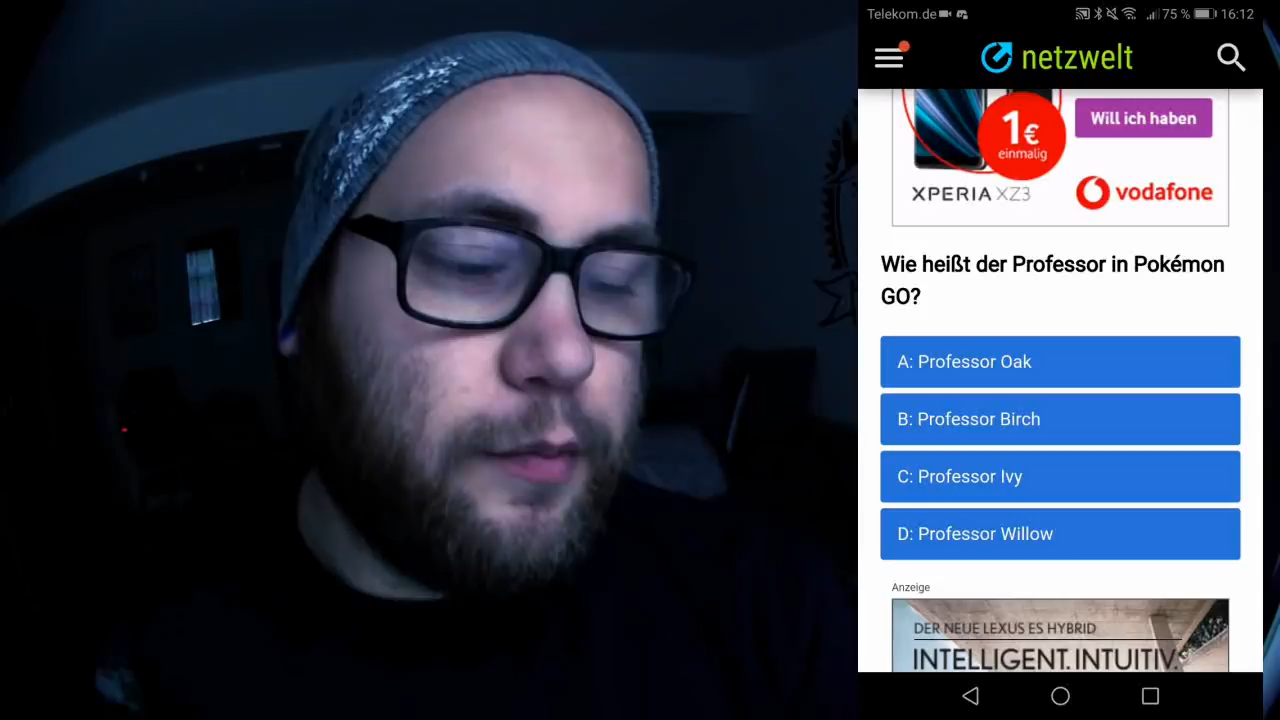 Telekom.de 75 % 16:12
netzwelt
1€
einmalig
Will ich haben
XPERIA XZ3
vodafone
Wie heißt der Professor in Pokémon
GO?
A: Professor Oak
B: Professor Birch
C: Professor Ivy
D: Professor Willow
Anzeige
DER NEUE LEXUS ES HYBRID
INTELLIGENT. INTUITIV.